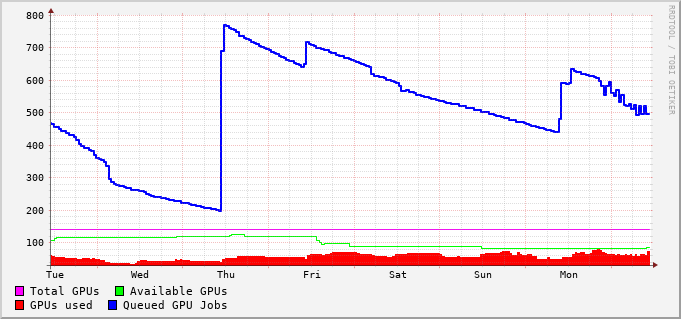 800
700
600
500
400
300
200
100
Tue Wed Thu Fri Sat Sun Mon
Total GPUs Available GPUs
GPUs used Queued GPU Jobs
RRDTOOL / TOBI OETIKER